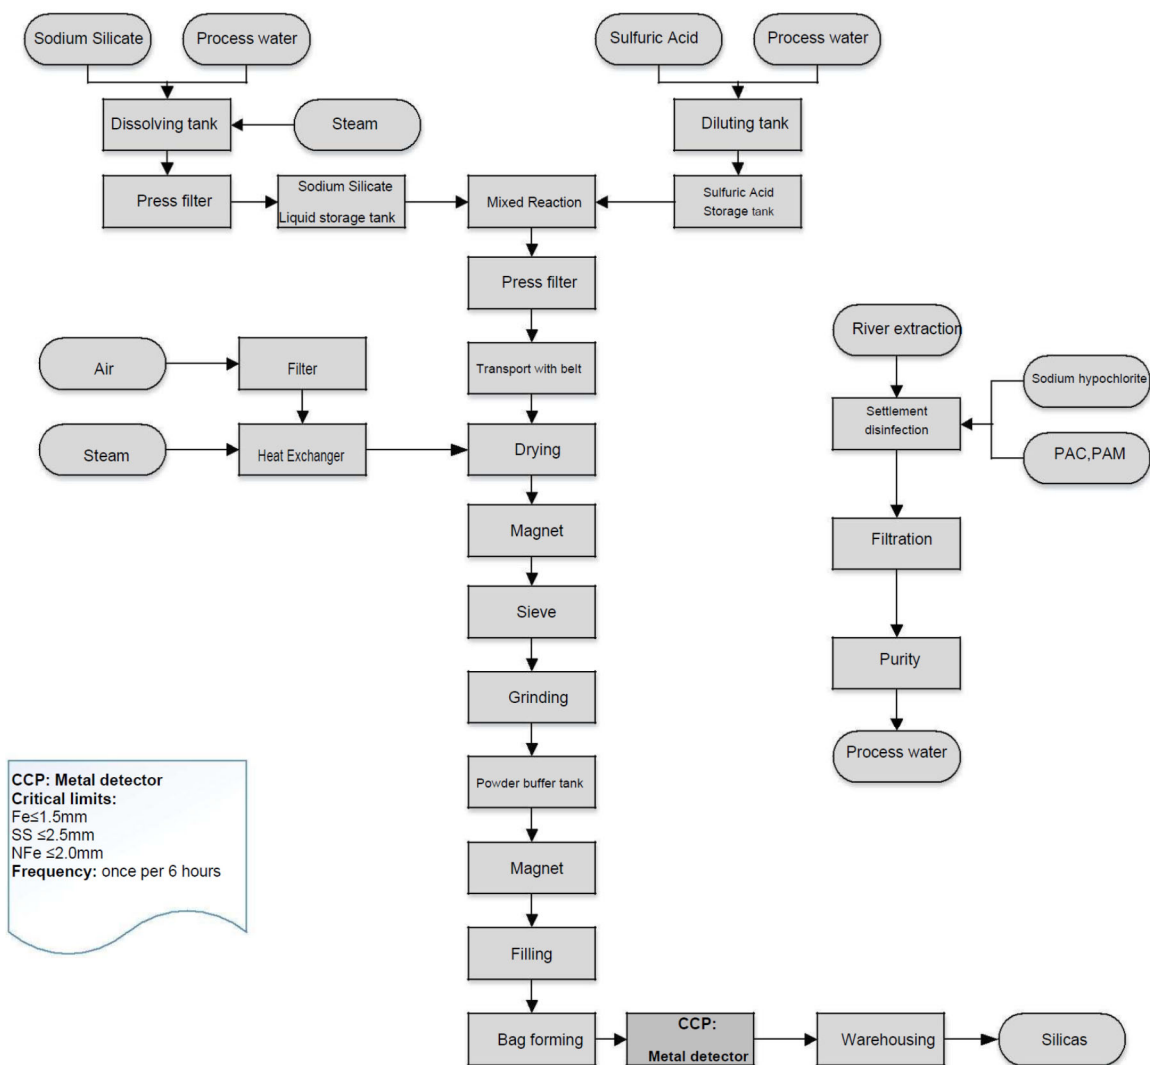 Sodium Silicate
Process water
Sulfuric Acid
Process water
Dissolving tank
Steam
Diluting tank
Press filter
Sodium Silicate
Liquid storage tank
Mixed Reaction
Sulfuric Acid
Storage tank
Press filter
River extraction
Air
Filter
Transport with belt
Sodium hypochlorite
Settlement
disinfection
Steam
Heat Exchanger
Drying
PAC,PAM
Magnet
Filtration
Sieve
Purity
Grinding
Process water
Powder buffer tank
CCP: Metal detector
Critical limits:
Fe≤1.5mm
SS ≤2.5mm
NFe ≤2.0mm
Frequency: once per 6 hours
Magnet
Filling
Bag forming
CCP:
Metal detector
Warehousing
Silicas